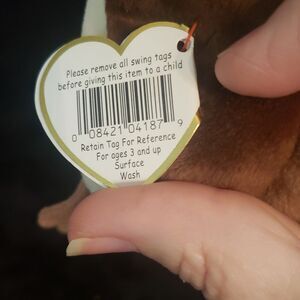 Please remove all swing tags
before giving this item to a child
0 08421 04187 9
Retain Tag For Reference
For ages 3 and up
Surface
Wash